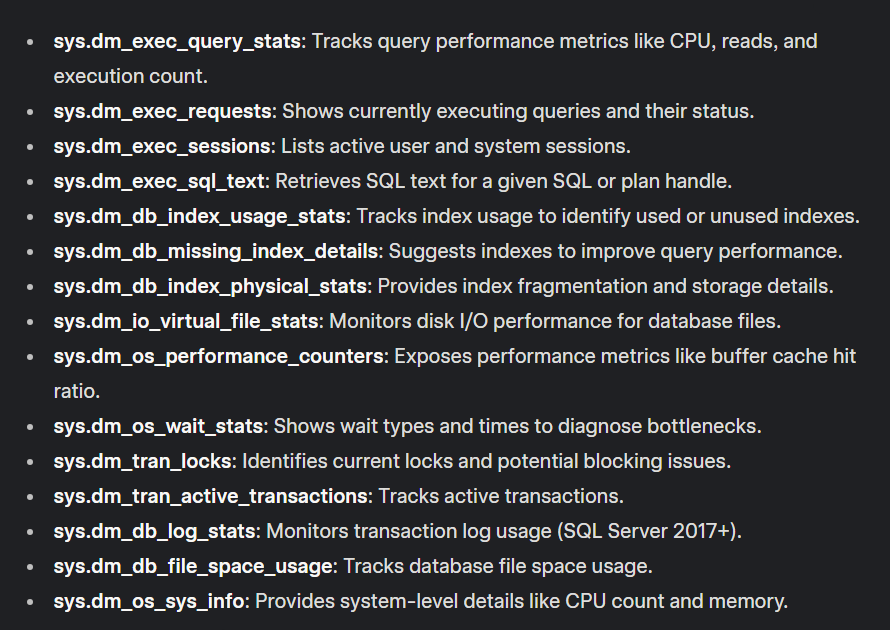 • sys.dm_exec_query_stats: Tracks query performance metrics like CPU, reads, and
execution count.
• sys.dm_exec_requests: Shows currently executing queries and their status.
• sys.dm_exec_sessions: Lists active user and system sessions.
• sys.dm_exec_sql_text: Retrieves SQL text for a given SQL or plan handle.
• sys.dm_db_index_usage_stats: Tracks index usage to identify used or unused indexes.
• sys.dm_db_missing_index_details: Suggests indexes to improve query performance.
• sys.dm_db_index_physical_stats: Provides index fragmentation and storage details.
• sys.dm_io_virtual_file_stats: Monitors disk I/O performance for database files.
• sys.dm_os_performance_counters: Exposes performance metrics like buffer cache hit
ratio.
• sys.dm_os_wait_stats: Shows wait types and times to diagnose bottlenecks.
• sys.dm_tran_locks: Identifies current locks and potential blocking issues.
• sys.dm_tran_active_transactions: Tracks active transactions.
• sys.dm_db_log_stats: Monitors transaction log usage (SQL Server 2017+).
• sys.dm_db_file_space_usage: Tracks database file space usage.
• sys.dm_os_sys_info: Provides system-level details like CPU count and memory.